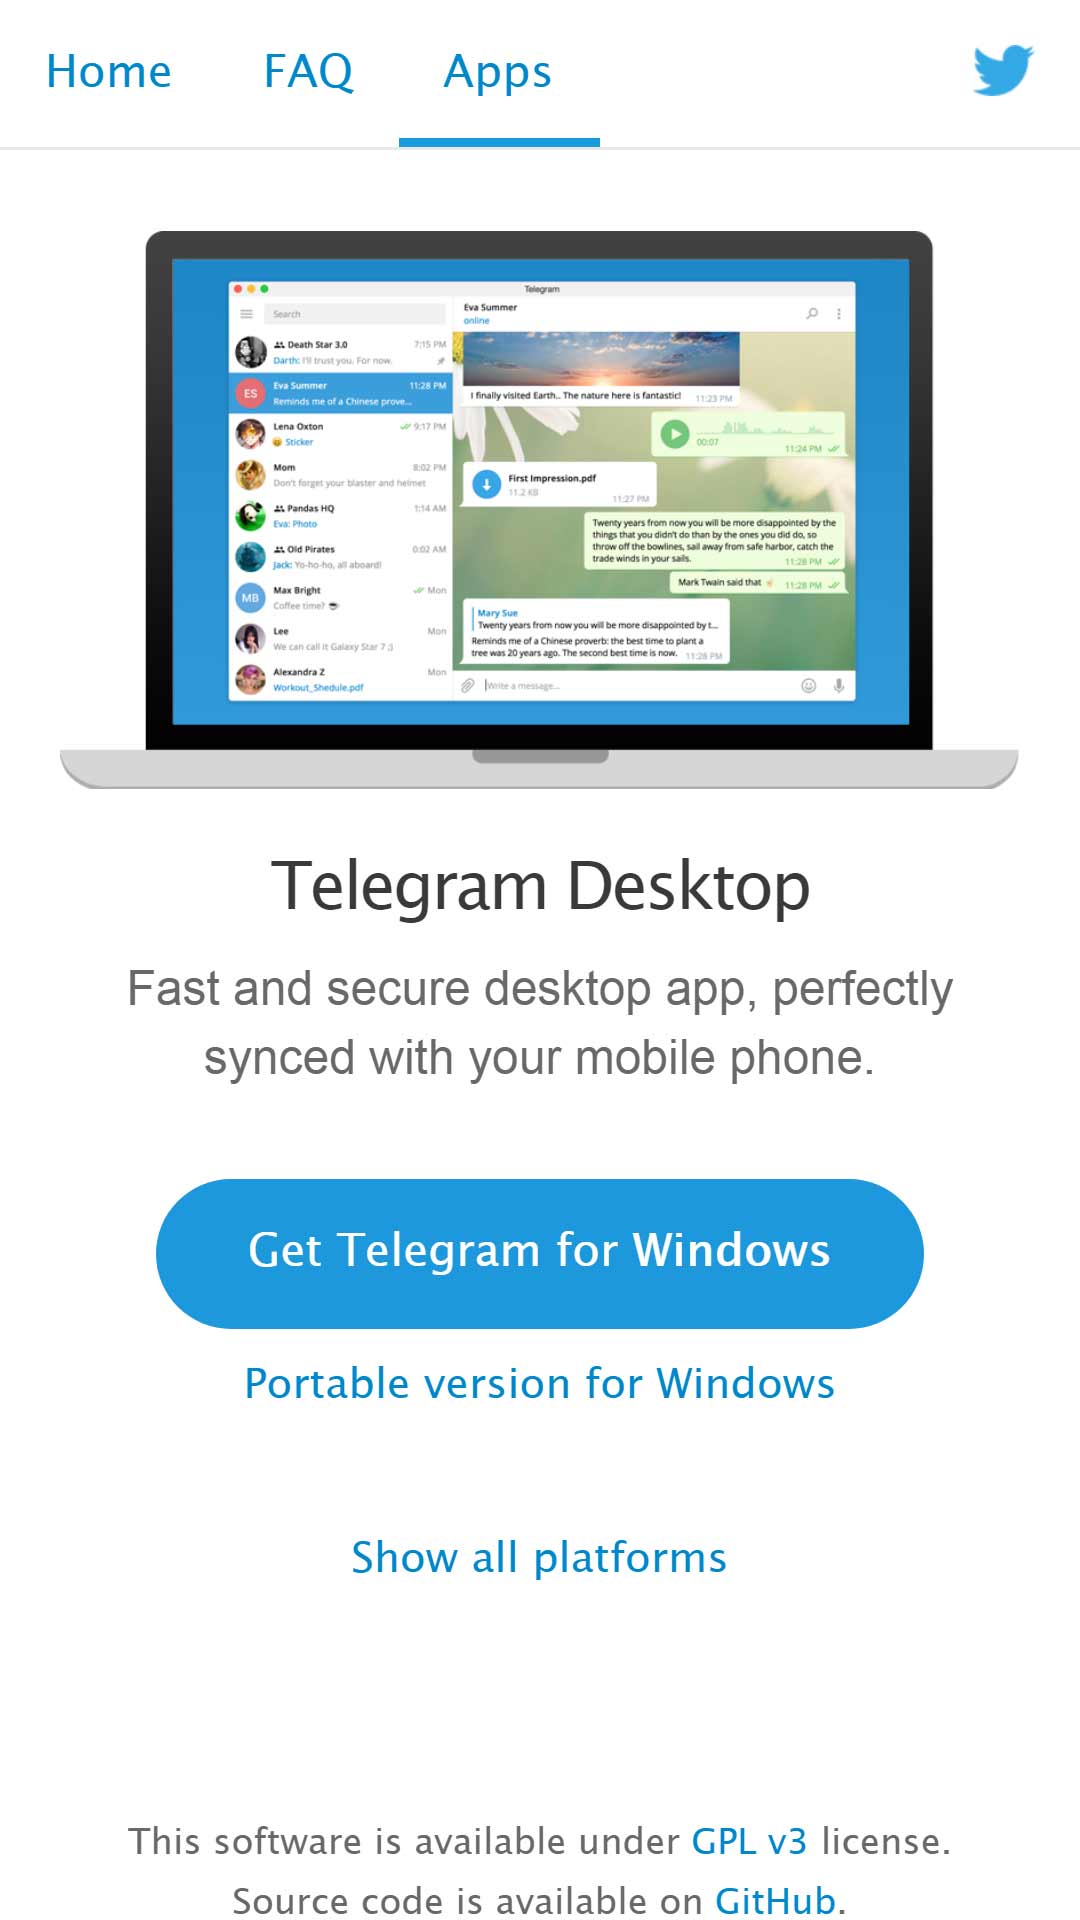 Home FAQ Apps
Telegram
Search
Death Star 3.0 7:15 PM
Darth: I'll trust you. For now.
ES
Eva Summer 11:28 PM
Reminds me of a Chinese prove...
Lena Oxton 9:17 PM
Sticker
Mom 8:02 PM
Don't forget your blaster and helmet
Pandas HQ 1:14 AM
Eva: Photo
Old Pirates 0:02 AM
Jack: Yo-ho-ho, all aboard!
MB
Max Bright Mon
Coffee time?
Lee Mon
We can call it Galaxy Star 7 ;)
Alexandra Z Mon
Workout_Shedule.pdf
Eva Summer
online
I finally visited Earth.. The nature here is fantastic! 11:23 PM
00:07 11:24 PM
First Impression.pdf
11.2 KB 11:27 PM
Twenty years from now you will be more disappointed by the
things that you didn't do than by the ones you did do, so
throw off the bowlines, sail away from safe harbor, catch the
trade winds in your sails. 11:28 PM
Mark Twain said that 11:28 PM
Mary Sue
Twenty years from now you will be more disappointed by t...
Reminds me of a Chinese proverb: the best time to plant a
tree was 20 years ago. The second best time is now. 11:28 PM
Write a message...
Telegram Desktop
Fast and secure desktop app, perfectly
synced with your mobile phone.
Get Telegram for Windows
Portable version for Windows
Show all platforms
This software is available under GPL v3 license.
Source code is available on GitHub.